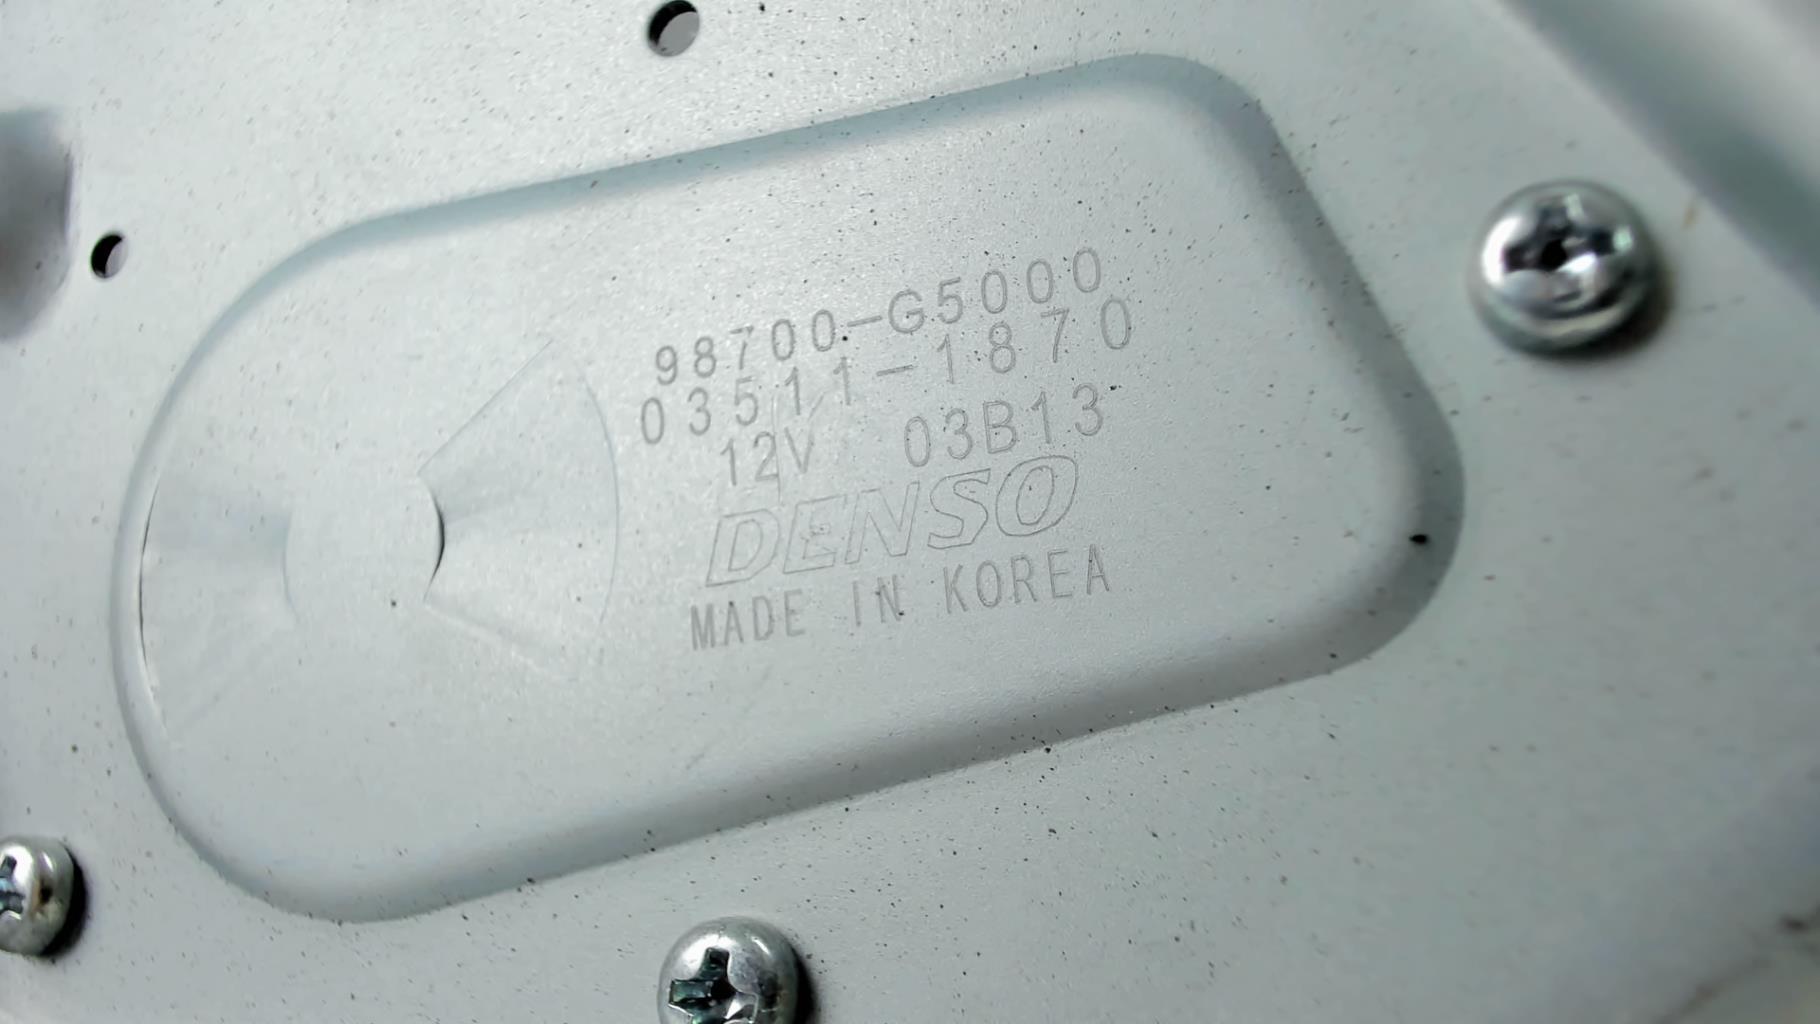 98700-G5000
03511-1870
12V 03B13
DENSO
MADE IN KOREA